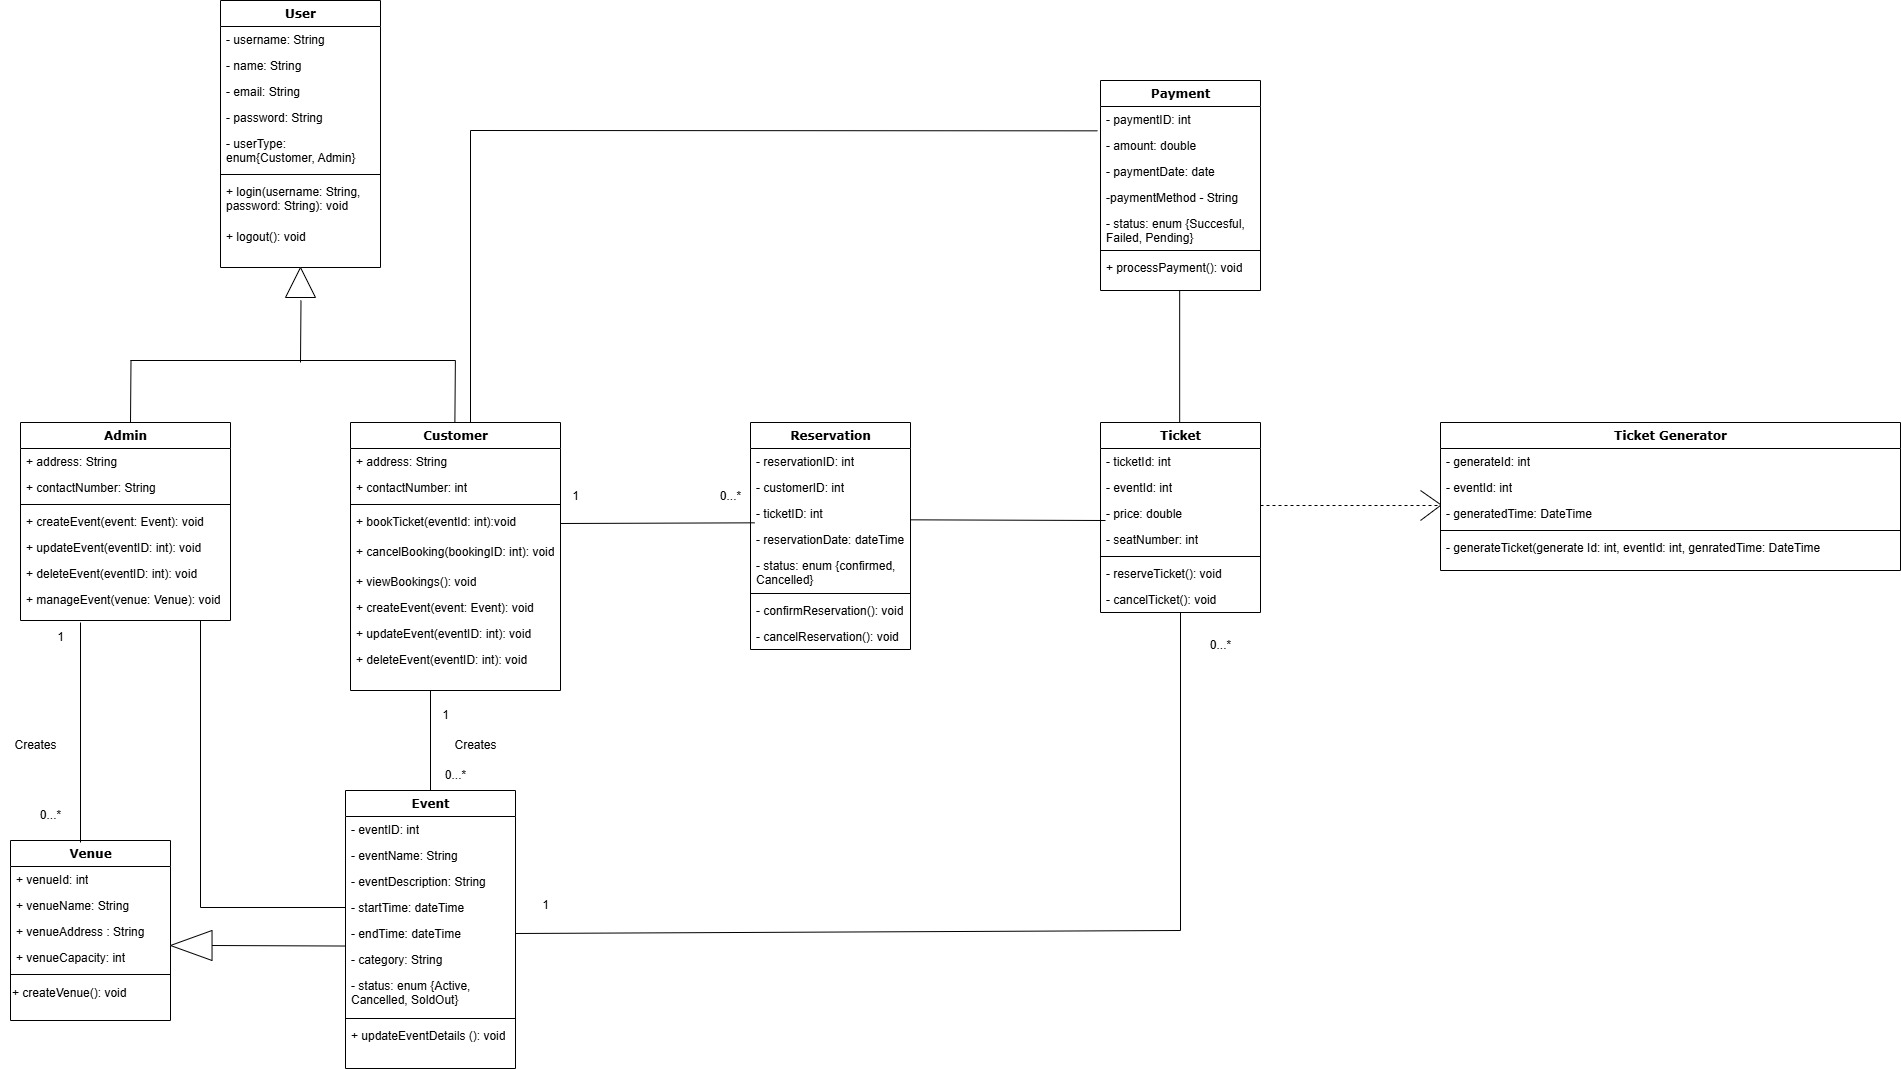 User
- username: String
- name: String
- email: String
- password: String
- userType:
enum{Customer, Admin}
+ login(username: String,
password: String): void
+ logout(): void
Payment
- paymentID: int
- amount: double
- paymentDate: date
-paymentMethod - String
- status: enum {Succesful,
Failed, Pending}
+ processPayment(): void
Admin
+ address: String
+ contactNumber: String
+ createEvent(event: Event): void
+ updateEvent(eventID: int): void
+ deleteEvent(eventID: int): void
+ manageEvent(venue: Venue): void
Customer
+ address: String
+ contactNumber: int
+ bookTicket(eventId: int):void
+ cancelBooking(bookingID: int): void
+ viewBookings(): void
+ createEvent(event: Event): void
+ updateEvent(eventID: int): void
+ deleteEvent(eventID: int): void
1
0...*
Reservation
- reservationID: int
- customerID: int
- ticketID: int
- reservationDate: dateTime
- status: enum {confirmed,
Cancelled}
- confirmReservation(): void
- cancelReservation(): void
Ticket
- ticketId: int
- eventId: int
- price: double
- seatNumber: int
- reserveTicket(): void
- cancelTicket(): void
0...*
Ticket Generator
- generateId: int
- eventId: int
- generatedTime: DateTime
- generateTicket(generate Id: int, eventId: int, genratedTime: DateTime
1
Creates
0...*
1
Creates
0...*
Venue
+ venueId: int
+ venueName: String
+ venueAddress : String
+ venueCapacity: int
+ createVenue(): void
Event
- eventID: int
- eventName: String
- eventDescription: String
- startTime: dateTime
- endTime: dateTime
- category: String
- status: enum {Active,
Cancelled, SoldOut}
+ updateEventDetails (): void
1